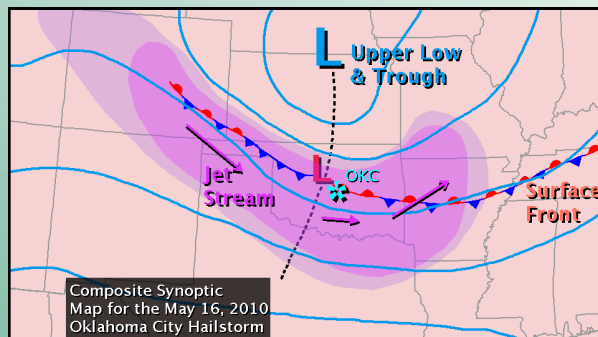 L Upper Low
& Trough
L OKC
Jet
Stream
Surface
Front
Composite Synoptic
Map for the May 16, 2010
Oklahoma City Hailstorm